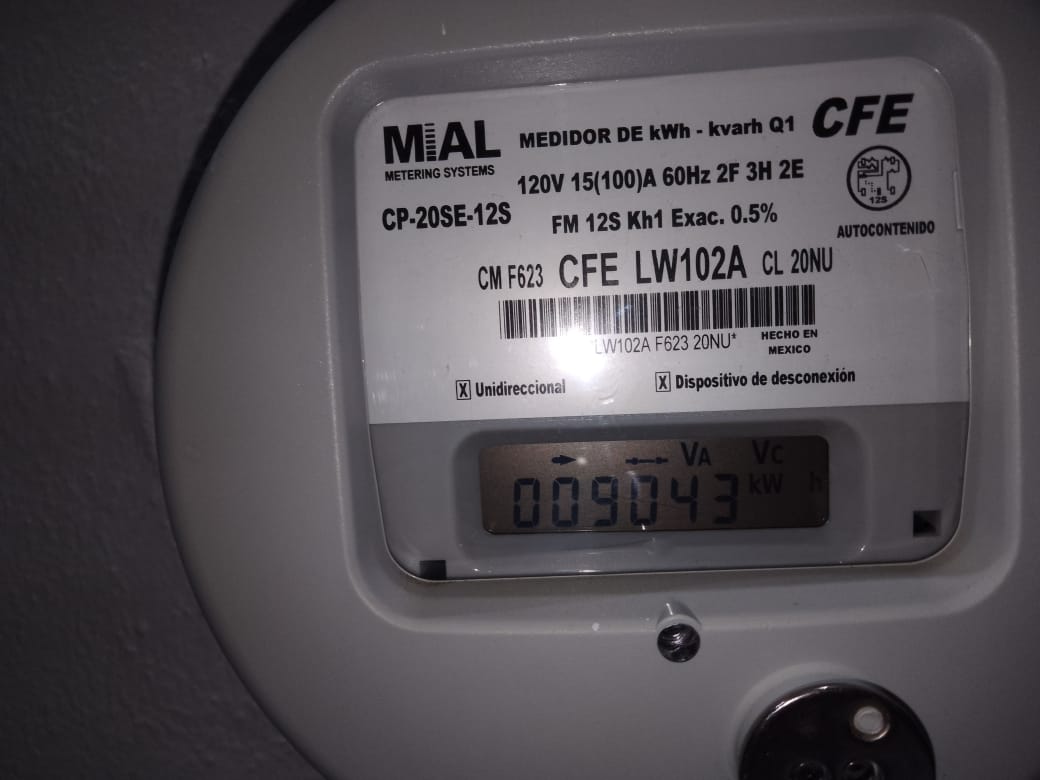 MIAL
METERING SYSTEMS
MEDIDOR DE kWh - kvarh Q1
CFE
120V 15(100)A 60Hz 2F 3H 2E
CP-20SE-12S
FM 12S Kh1 Exac. 0.5%
12S
AUTOCONTENIDO
CM F623 CFE LW102A CL 20NU
LW102A F623 20NU*
HECHO EN
MEXICO
X Unidireccional
X Dispositivo de desconexión
VA VC
009043 kW h